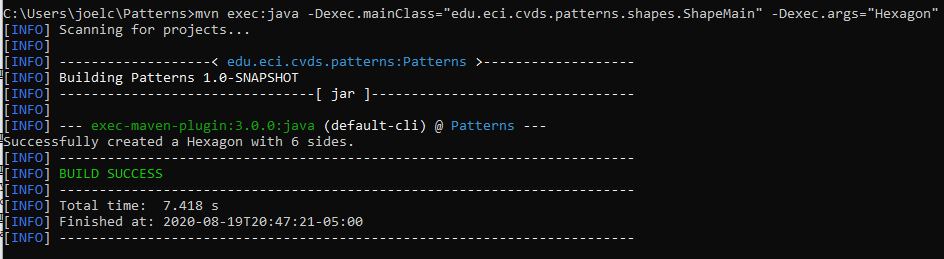 C:\Users\joelc\Patterns>mvn exec:java -Dexec.mainClass="edu.eci.cvds.patterns.shapes.ShapeMain" -Dexec.args="Hexagon"
[INFO] Scanning for projects...
[INFO]
[INFO] -------------------< edu.eci.cvds.patterns:Patterns >-------------------
[INFO] Building Patterns 1.0-SNAPSHOT
[INFO] --------------------------------[ jar ]---------------------------------
[INFO]
[INFO] --- exec-maven-plugin:3.0.0:java (default-cli) @ Patterns ---
Successfully created a Hexagon with 6 sides.
[INFO] ------------------------------------------------------------------------
[INFO] BUILD SUCCESS
[INFO] ------------------------------------------------------------------------
[INFO] Total time:  7.418 s
[INFO] Finished at: 2020-08-19T20:47:21-05:00
[INFO] ------------------------------------------------------------------------